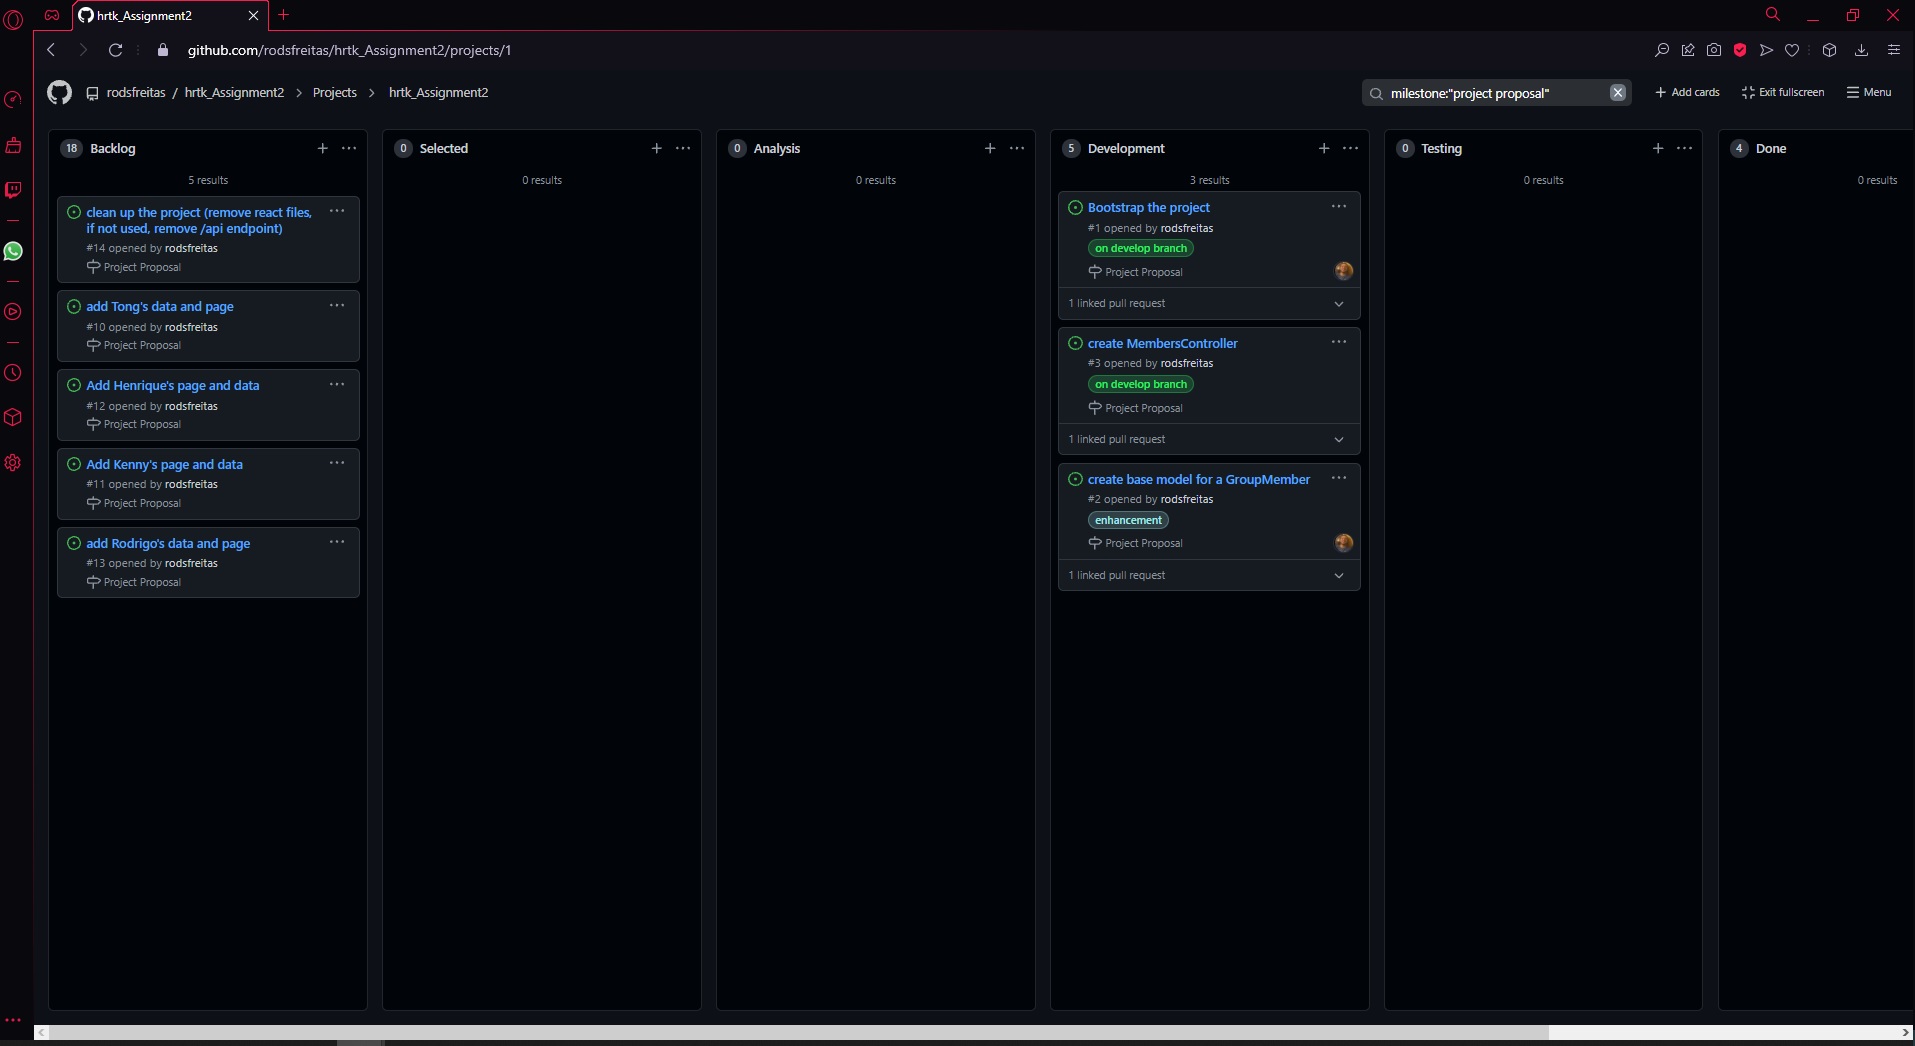 hrtk_Assignment2
github.com/rodsfreitas/hrtk_Assignment2/projects/1
rodsfreitas / hrtk_Assignment2 > Projects > hrtk_Assignment2
milestone:"project proposal"
+ Add cards
Exit fullscreen
Menu
18 Backlog
5 results
clean up the project (remove react files,
if not used, remove /api endpoint)
#14 opened by rodsfreitas
Project Proposal
add Tong's data and page
#10 opened by rodsfreitas
Project Proposal
Add Henrique's page and data
#12 opened by rodsfreitas
Project Proposal
Add Kenny's page and data
#11 opened by rodsfreitas
Project Proposal
add Rodrigo's data and page
#13 opened by rodsfreitas
Project Proposal
0 Selected
0 results
0 Analysis
0 results
5 Development
3 results
Bootstrap the project
#1 opened by rodsfreitas
on develop branch
Project Proposal
1 linked pull request
create MembersController
#3 opened by rodsfreitas
on develop branch
Project Proposal
1 linked pull request
create base model for a GroupMember
#2 opened by rodsfreitas
enhancement
Project Proposal
1 linked pull request
0 Testing
0 results
4 Done
0 results